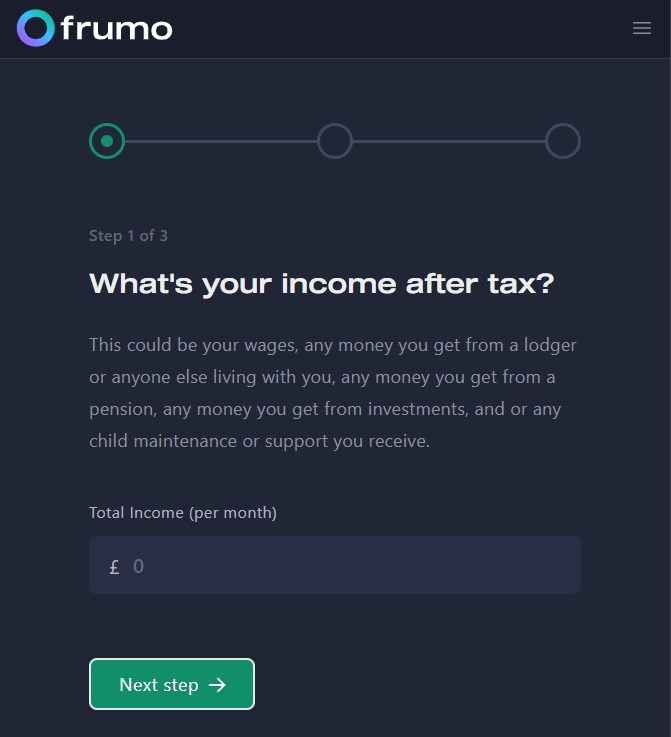 frumo
Step 1 of 3
What's your income after tax?
This could be your wages, any money you get from a lodger
or anyone else living with you, any money you get from a
pension, any money you get from investments, and or any
child maintenance or support you receive.
Total Income (per month)
£ 0
Next step →